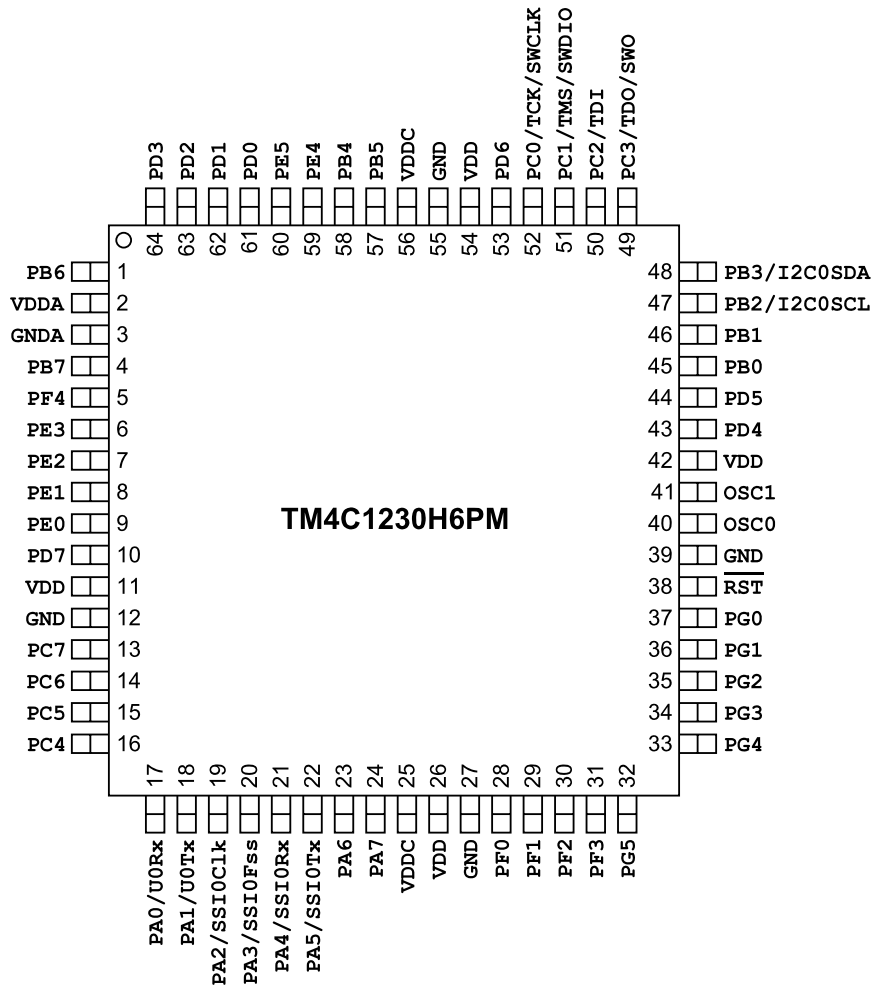 PD3
PD2
PD1
PD0
PE5
PE4
PB4
PB5
VDDC
GND
VDD
PD6
PC0/TCK/SWCLK
PC1/TMS/SWDIO
PC2/TDI
PC3/TDO/SWO
64
63
62
61
60
59
58
57
56
55
54
53
52
51
50
49
PB6 1
VDDA 2
GNDA 3
PB7 4
PF4 5
PE3 6
PE2 7
PE1 8
PE0 9
PD7 10
VDD 11
GND 12
PC7 13
PC6 14
PC5 15
PC4 16
TM4C1230H6PM
48 PB3/I2C0SDA
47 PB2/I2C0SCL
46 PB1
45 PB0
44 PD5
43 PD4
42 VDD
41 OSC1
40 OSC0
39 GND
38 RST
37 PG0
36 PG1
35 PG2
34 PG3
33 PG4
17
18
19
20
21
22
23
24
25
26
27
28
29
30
31
32
PA0/U0Rx
PA1/U0Tx
PA2/SSI0Clk
PA3/SSI0Fss
PA4/SSI0Rx
PA5/SSI0Tx
PA6
PA7
VDDC
VDD
GND
PF0
PF1
PF2
PF3
PG5